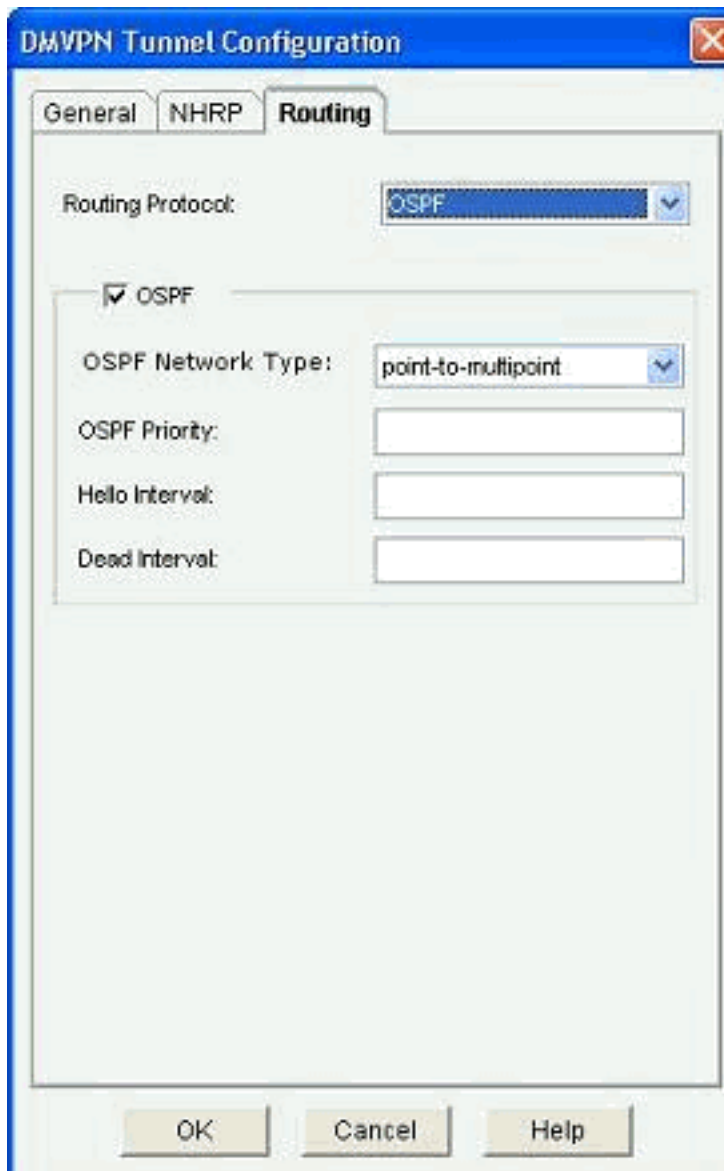 DMVPN Tunnel Configuration
General NHRP Routing
Routing Protocol: OSPF
OSPF
OSPF Network Type: point-to-multipoint
OSPF Priority:
Hello Interval:
Dead Interval:
OK Cancel Help